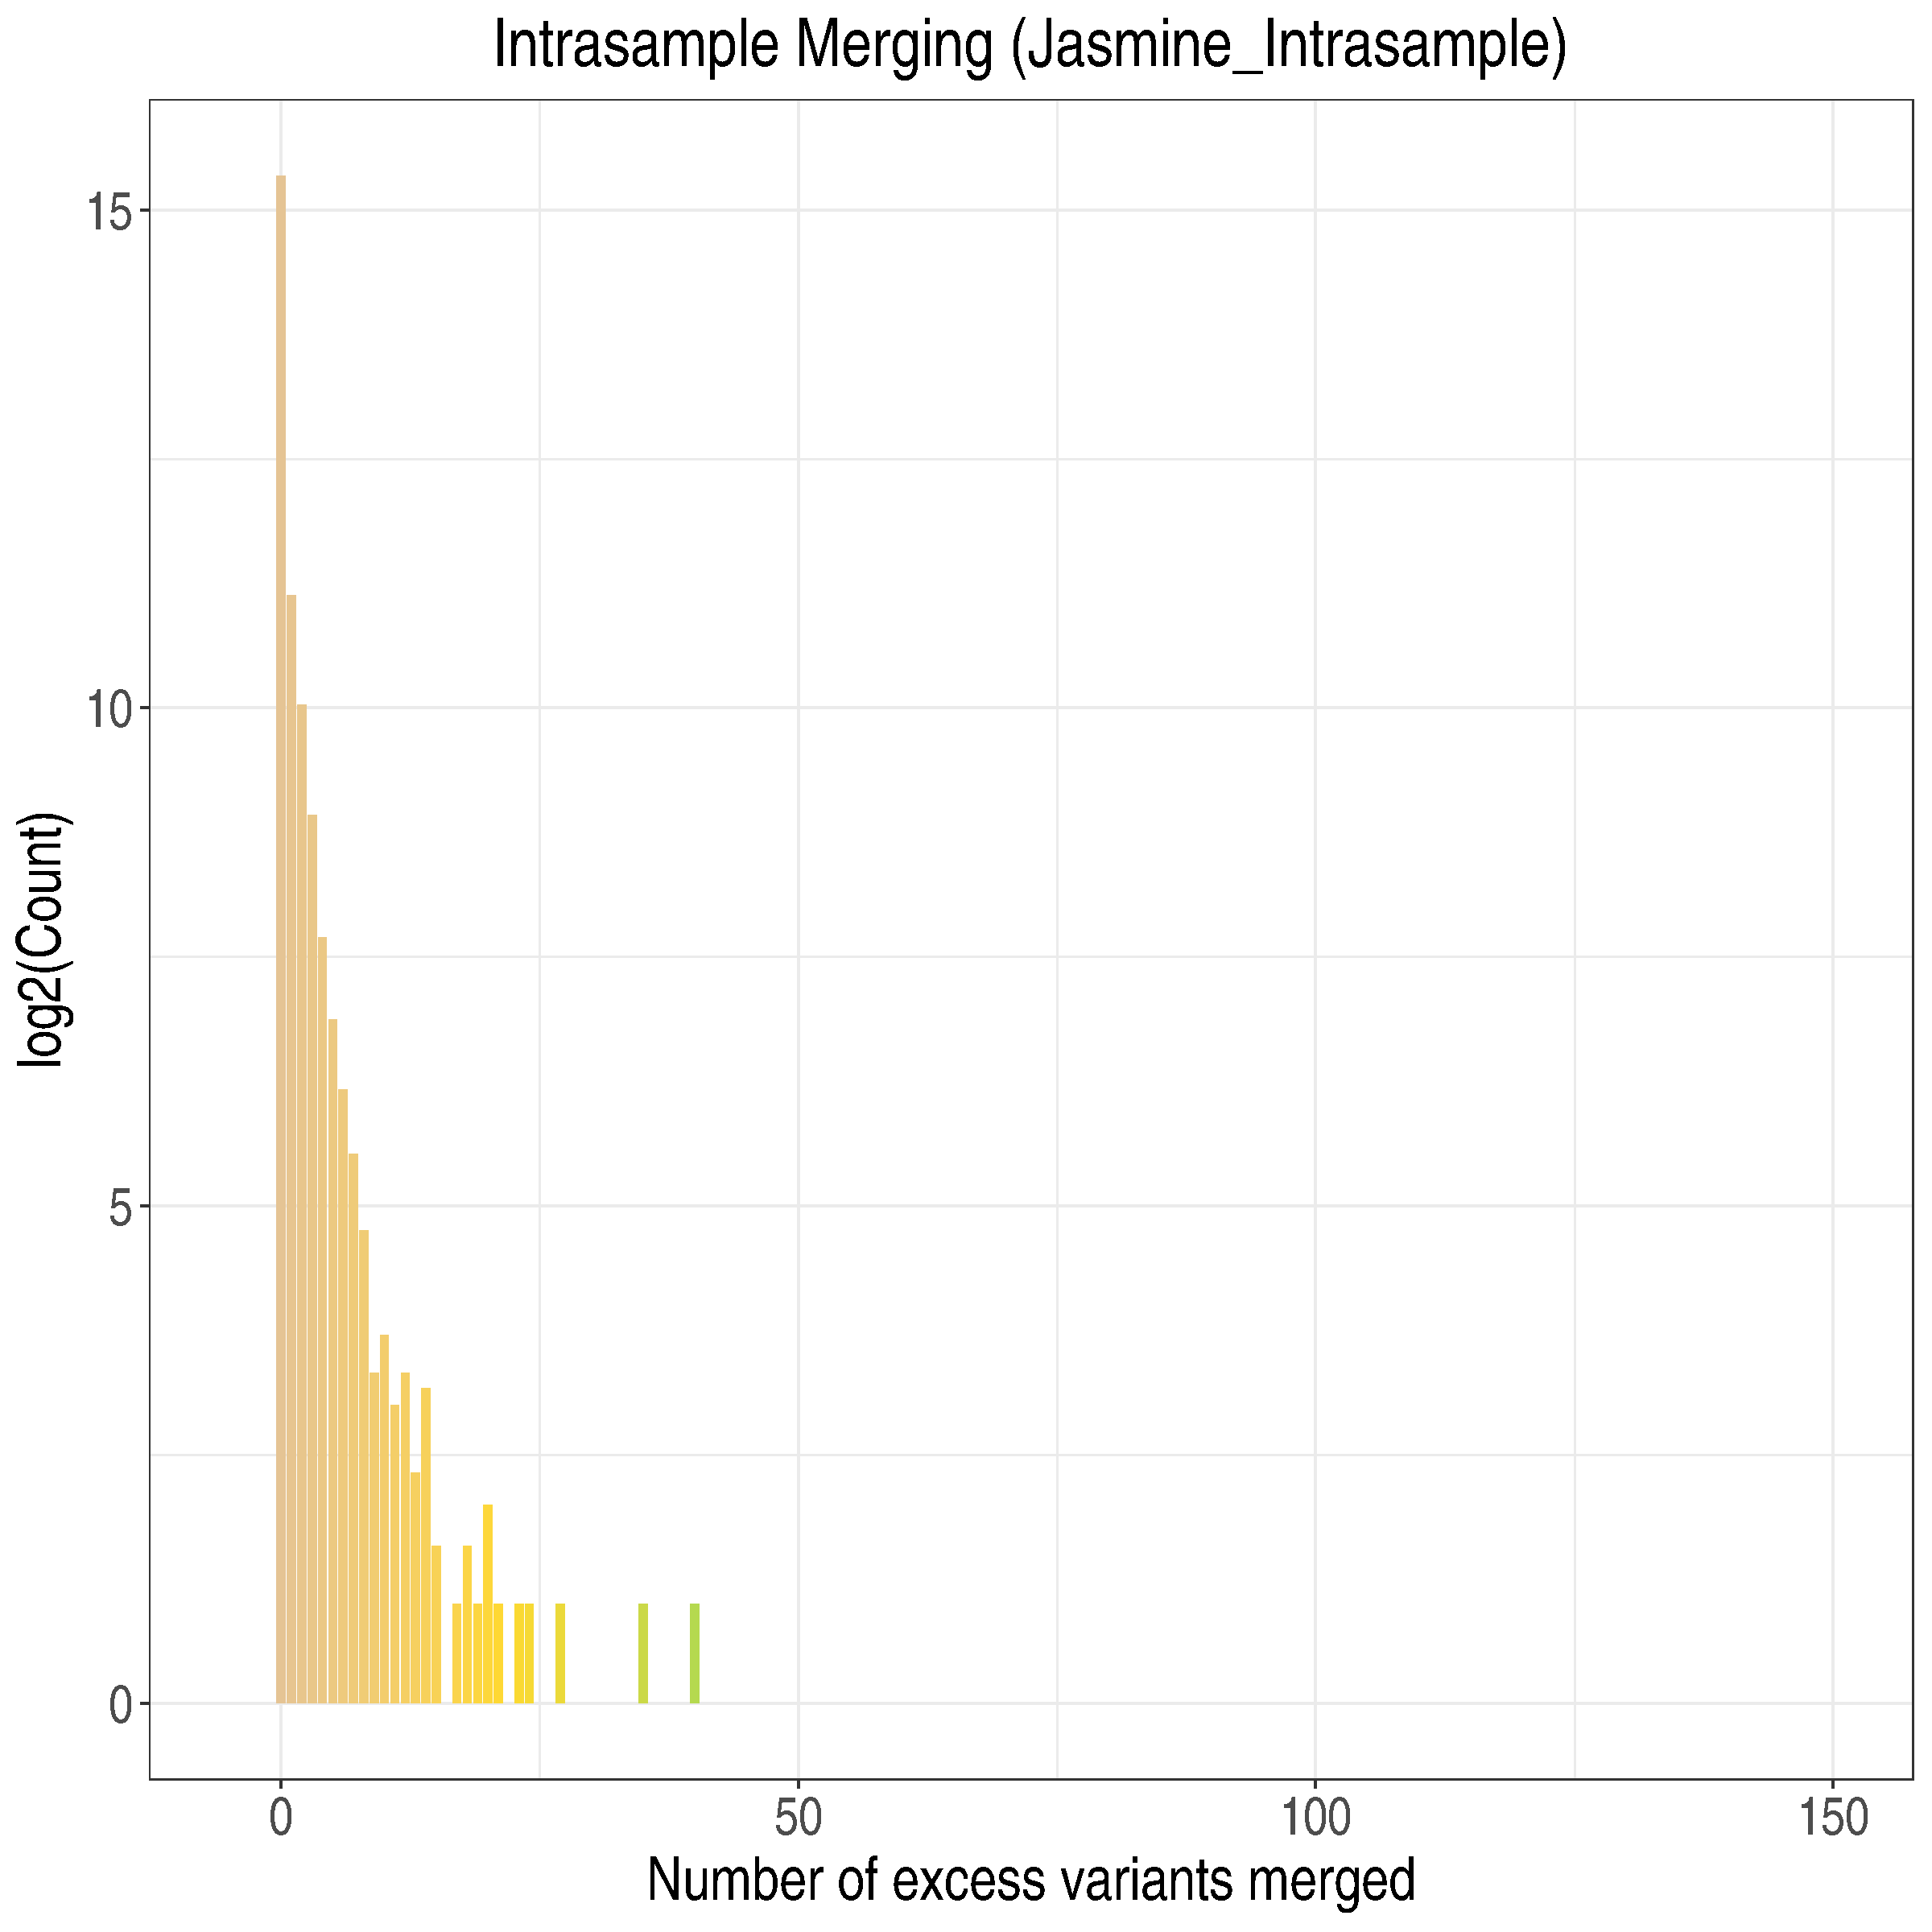 Intrasample Merging (Jasmine_Intrasample)
15
10
5
0
log2(Count)
0 50 100 150
Number of excess variants merged